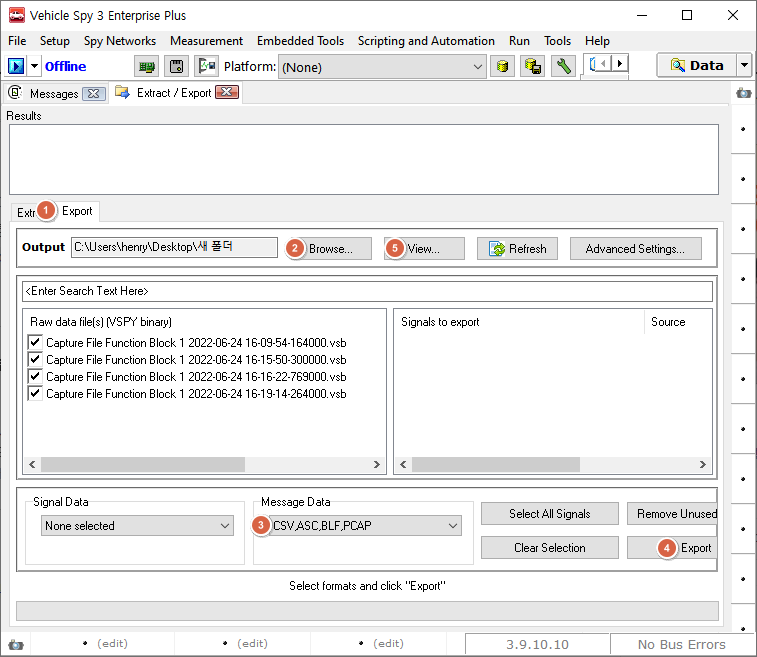 Vehicle Spy 3 Enterprise Plus
File Setup Spy Networks Measurement Embedded Tools Scripting and Automation Run Tools Help
Offline Platform: (None) Data
Messages Extract / Export
Results
Extr 1 Export
Output C:\Users\henry\Desktop\새 폴더 2 Browse... 5 View... Refresh Advanced Settings...
<Enter Search Text Here>
Raw data file(s) (VSPY binary) Signals to export Source
Capture File Function Block 1 2022-06-24 16-09-54-164000.vsb
Capture File Function Block 1 2022-06-24 16-15-50-300000.vsb
Capture File Function Block 1 2022-06-24 16-16-22-769000.vsb
Capture File Function Block 1 2022-06-24 16-19-14-264000.vsb
Signal Data Message Data
None selected 3 CSV,ASC,BLF,PCAP
Select All Signals Remove Unused
Clear Selection 4 Export
Select formats and click "Export"
(edit) (edit) (edit) 3.9.10.10 No Bus Errors